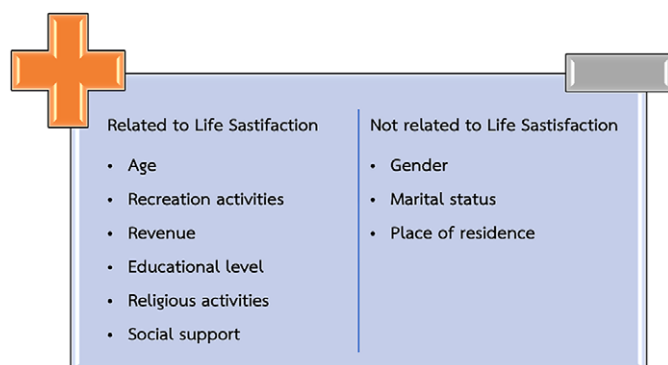 Related to Life Sastifaction
• Age
• Recreation activities
• Revenue
• Educational level
• Religious activities
• Social support
Not related to Life Sastisfaction
• Gender
• Marital status
• Place of residence